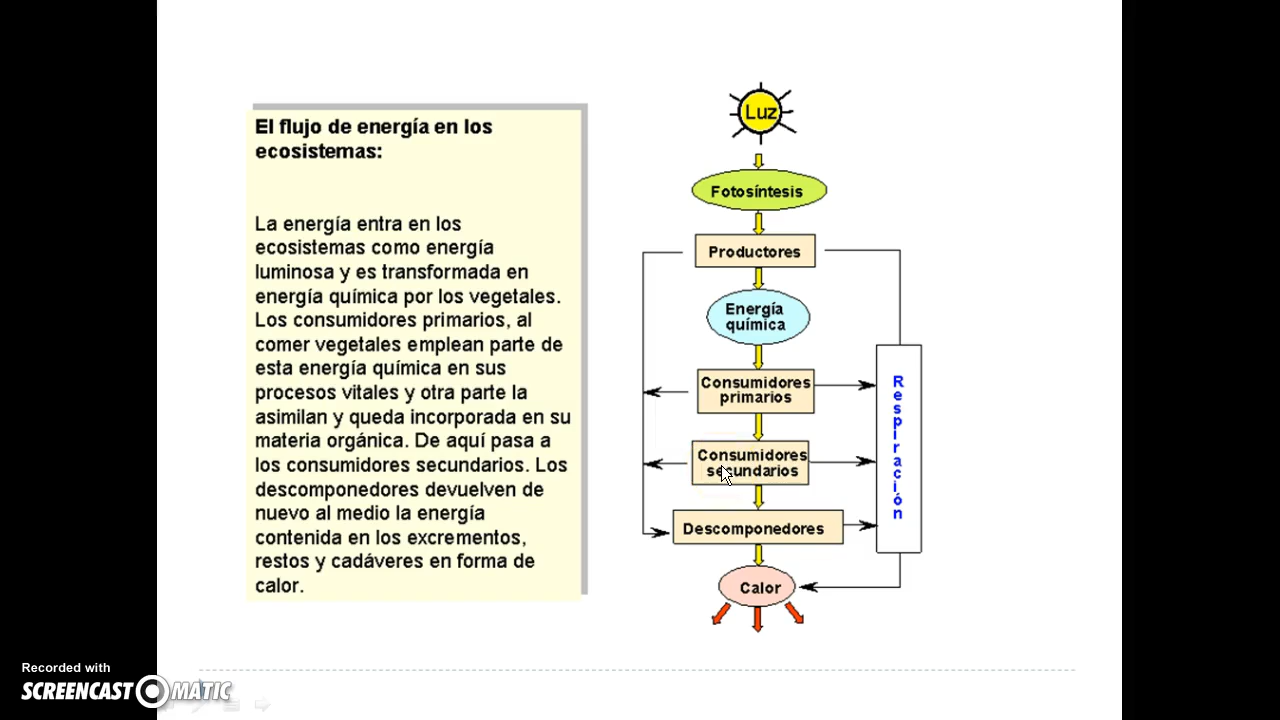 El flujo de energía en los
ecosistemas:
La energía entra en los
ecosistemas como energía
luminosa y es transformada en
energía química por los vegetales.
Los consumidores primarios, al
comer vegetales emplean parte de
esta energía química en sus
procesos vitales y otra parte la
asimilan y queda incorporada en su
materia orgánica. De aquí pasa a
los consumidores secundarios. Los
descomponedores devuelven de
nuevo al medio la energía
contenida en los excrementos,
restos y cadáveres en forma de
calor.
Luz
Fotosíntesis
Productores
Energía
química
Consumidores
primarios
Consumidores
secundarios
Descomponedores
Calor
Respiración
Recorded with
SCREENCAST MATIC